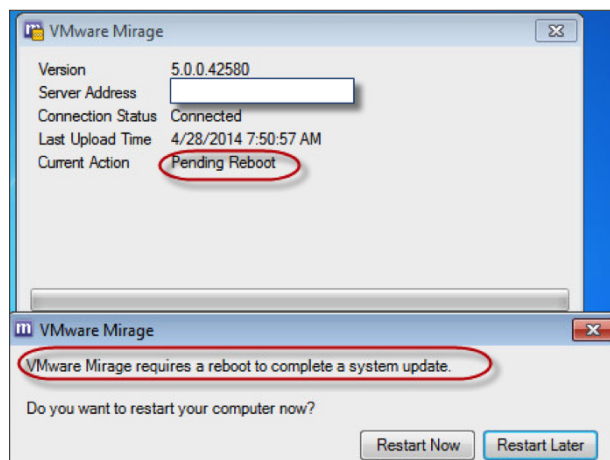 VMware Mirage
Version 5.0.0.42580
Server Address
Connection Status Connected
Last Upload Time 4/28/2014 7:50:57 AM
Current Action Pending Reboot
VMware Mirage
VMware Mirage requires a reboot to complete a system update.
Do you want to restart your computer now?
Restart Now Restart Later